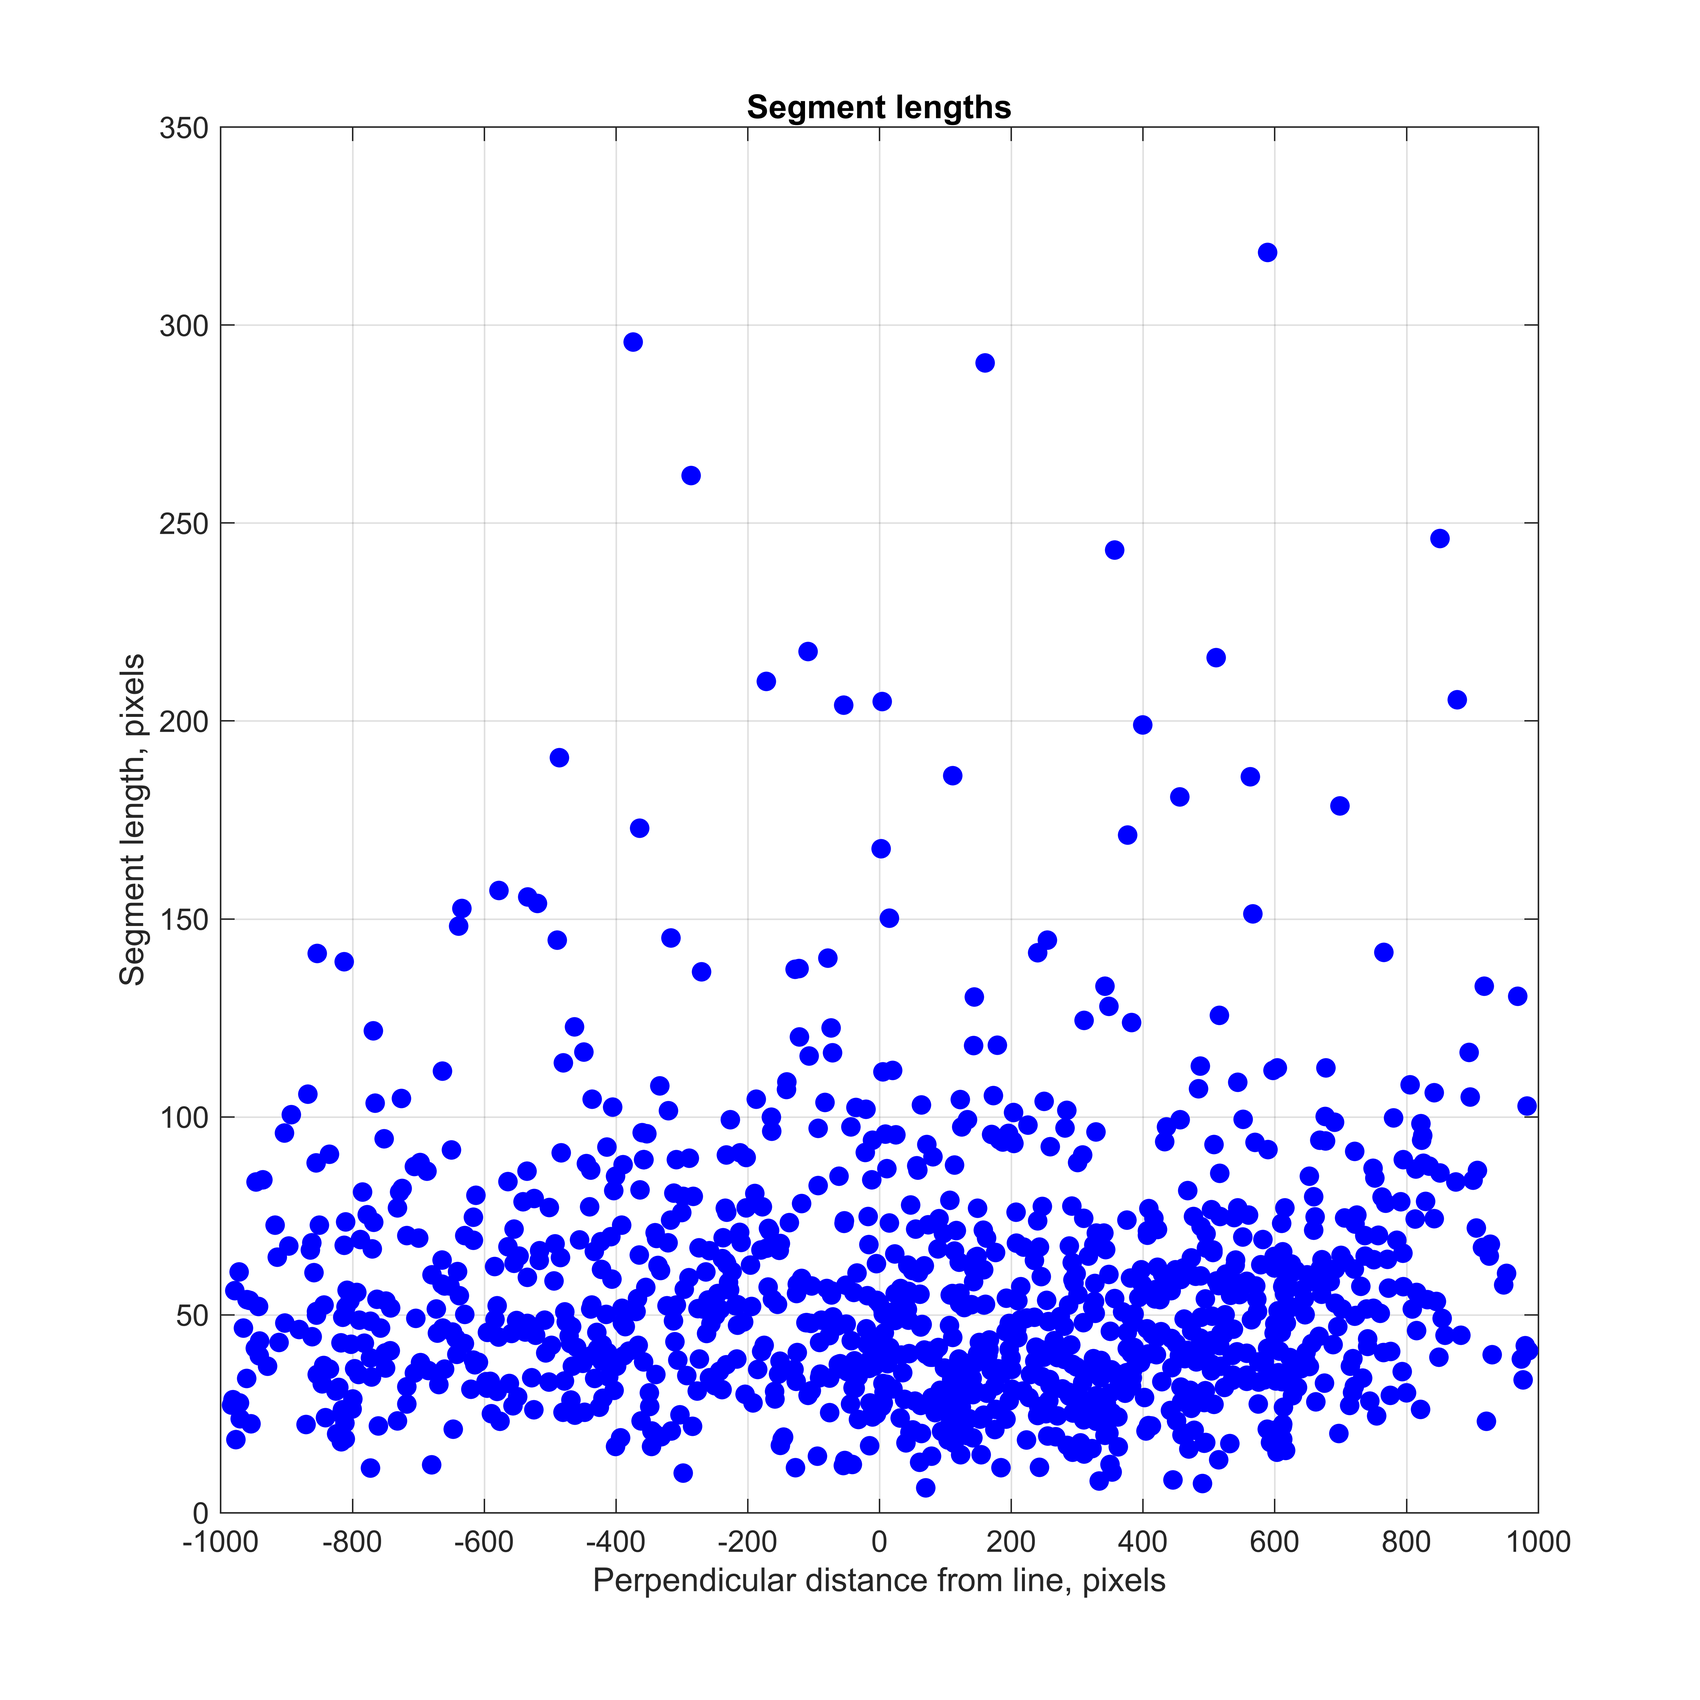 Segment lengths
350
300
250
200
150
100
50
0
Segment length, pixels
-1000 -800 -600 -400 -200 0 200 400 600 800 1000
Perpendicular distance from line, pixels